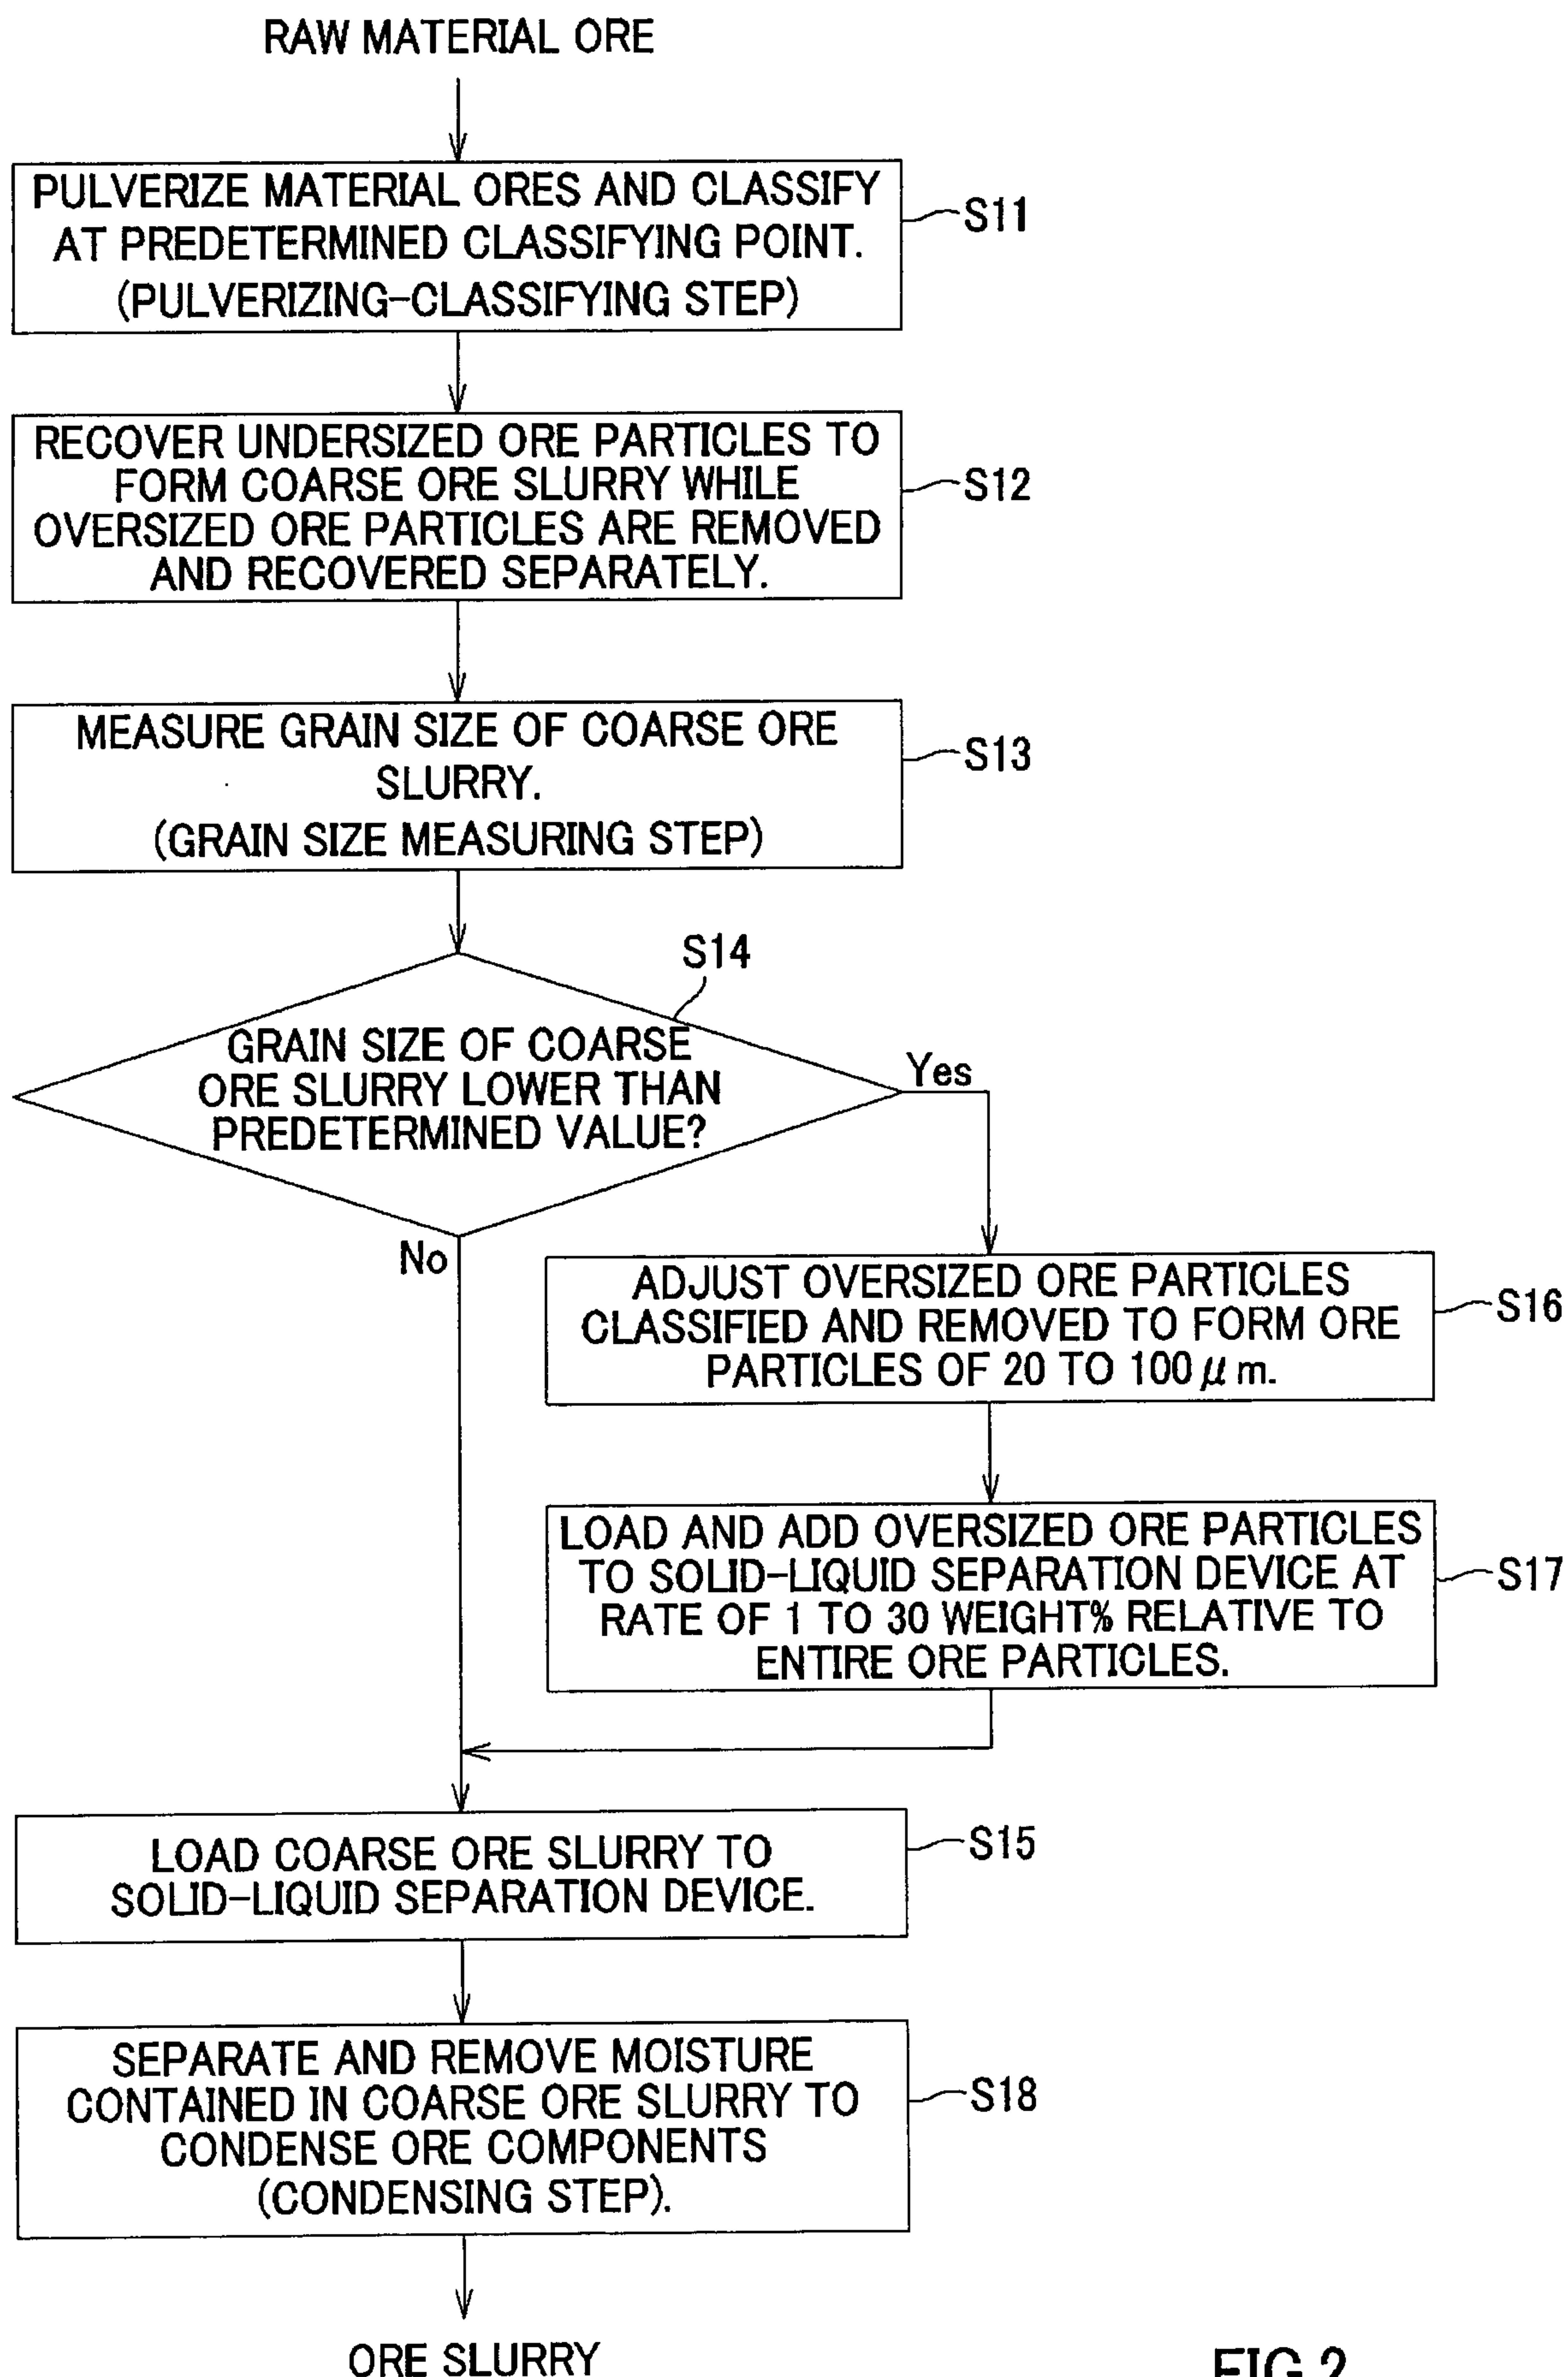 RAW MATERIAL ORE
PULVERIZE MATERIAL ORES AND CLASSIFY
AT PREDETERMINED CLASSIFYING POINT.
(PULVERIZING-CLASSIFYING STEP)
S11
RECOVER UNDERSIZED ORE PARTICLES TO
FORM COARSE ORE SLURRY WHILE
OVERSIZED ORE PARTICLES ARE REMOVED
AND RECOVERED SEPARATELY.
S12
MEASURE GRAIN SIZE OF COARSE ORE
SLURRY.
(GRAIN SIZE MEASURING STEP)
S13
S14
GRAIN SIZE OF COARSE
ORE SLURRY LOWER THAN
PREDETERMINED VALUE?
Yes
No
ADJUST OVERSIZED ORE PARTICLES
CLASSIFIED AND REMOVED TO FORM ORE
PARTICLES OF 20 TO 100μm.
S16
LOAD AND ADD OVERSIZED ORE PARTICLES
TO SOLID-LIQUID SEPARATION DEVICE AT
RATE OF 1 TO 30 WEIGHT% RELATIVE TO
ENTIRE ORE PARTICLES.
S17
LOAD COARSE ORE SLURRY TO
SOLID-LIQUID SEPARATION DEVICE.
S15
SEPARATE AND REMOVE MOISTURE
CONTAINED IN COARSE ORE SLURRY TO
CONDENSE ORE COMPONENTS
(CONDENSING STEP).
S18
ORE SLURRY
FIG.2